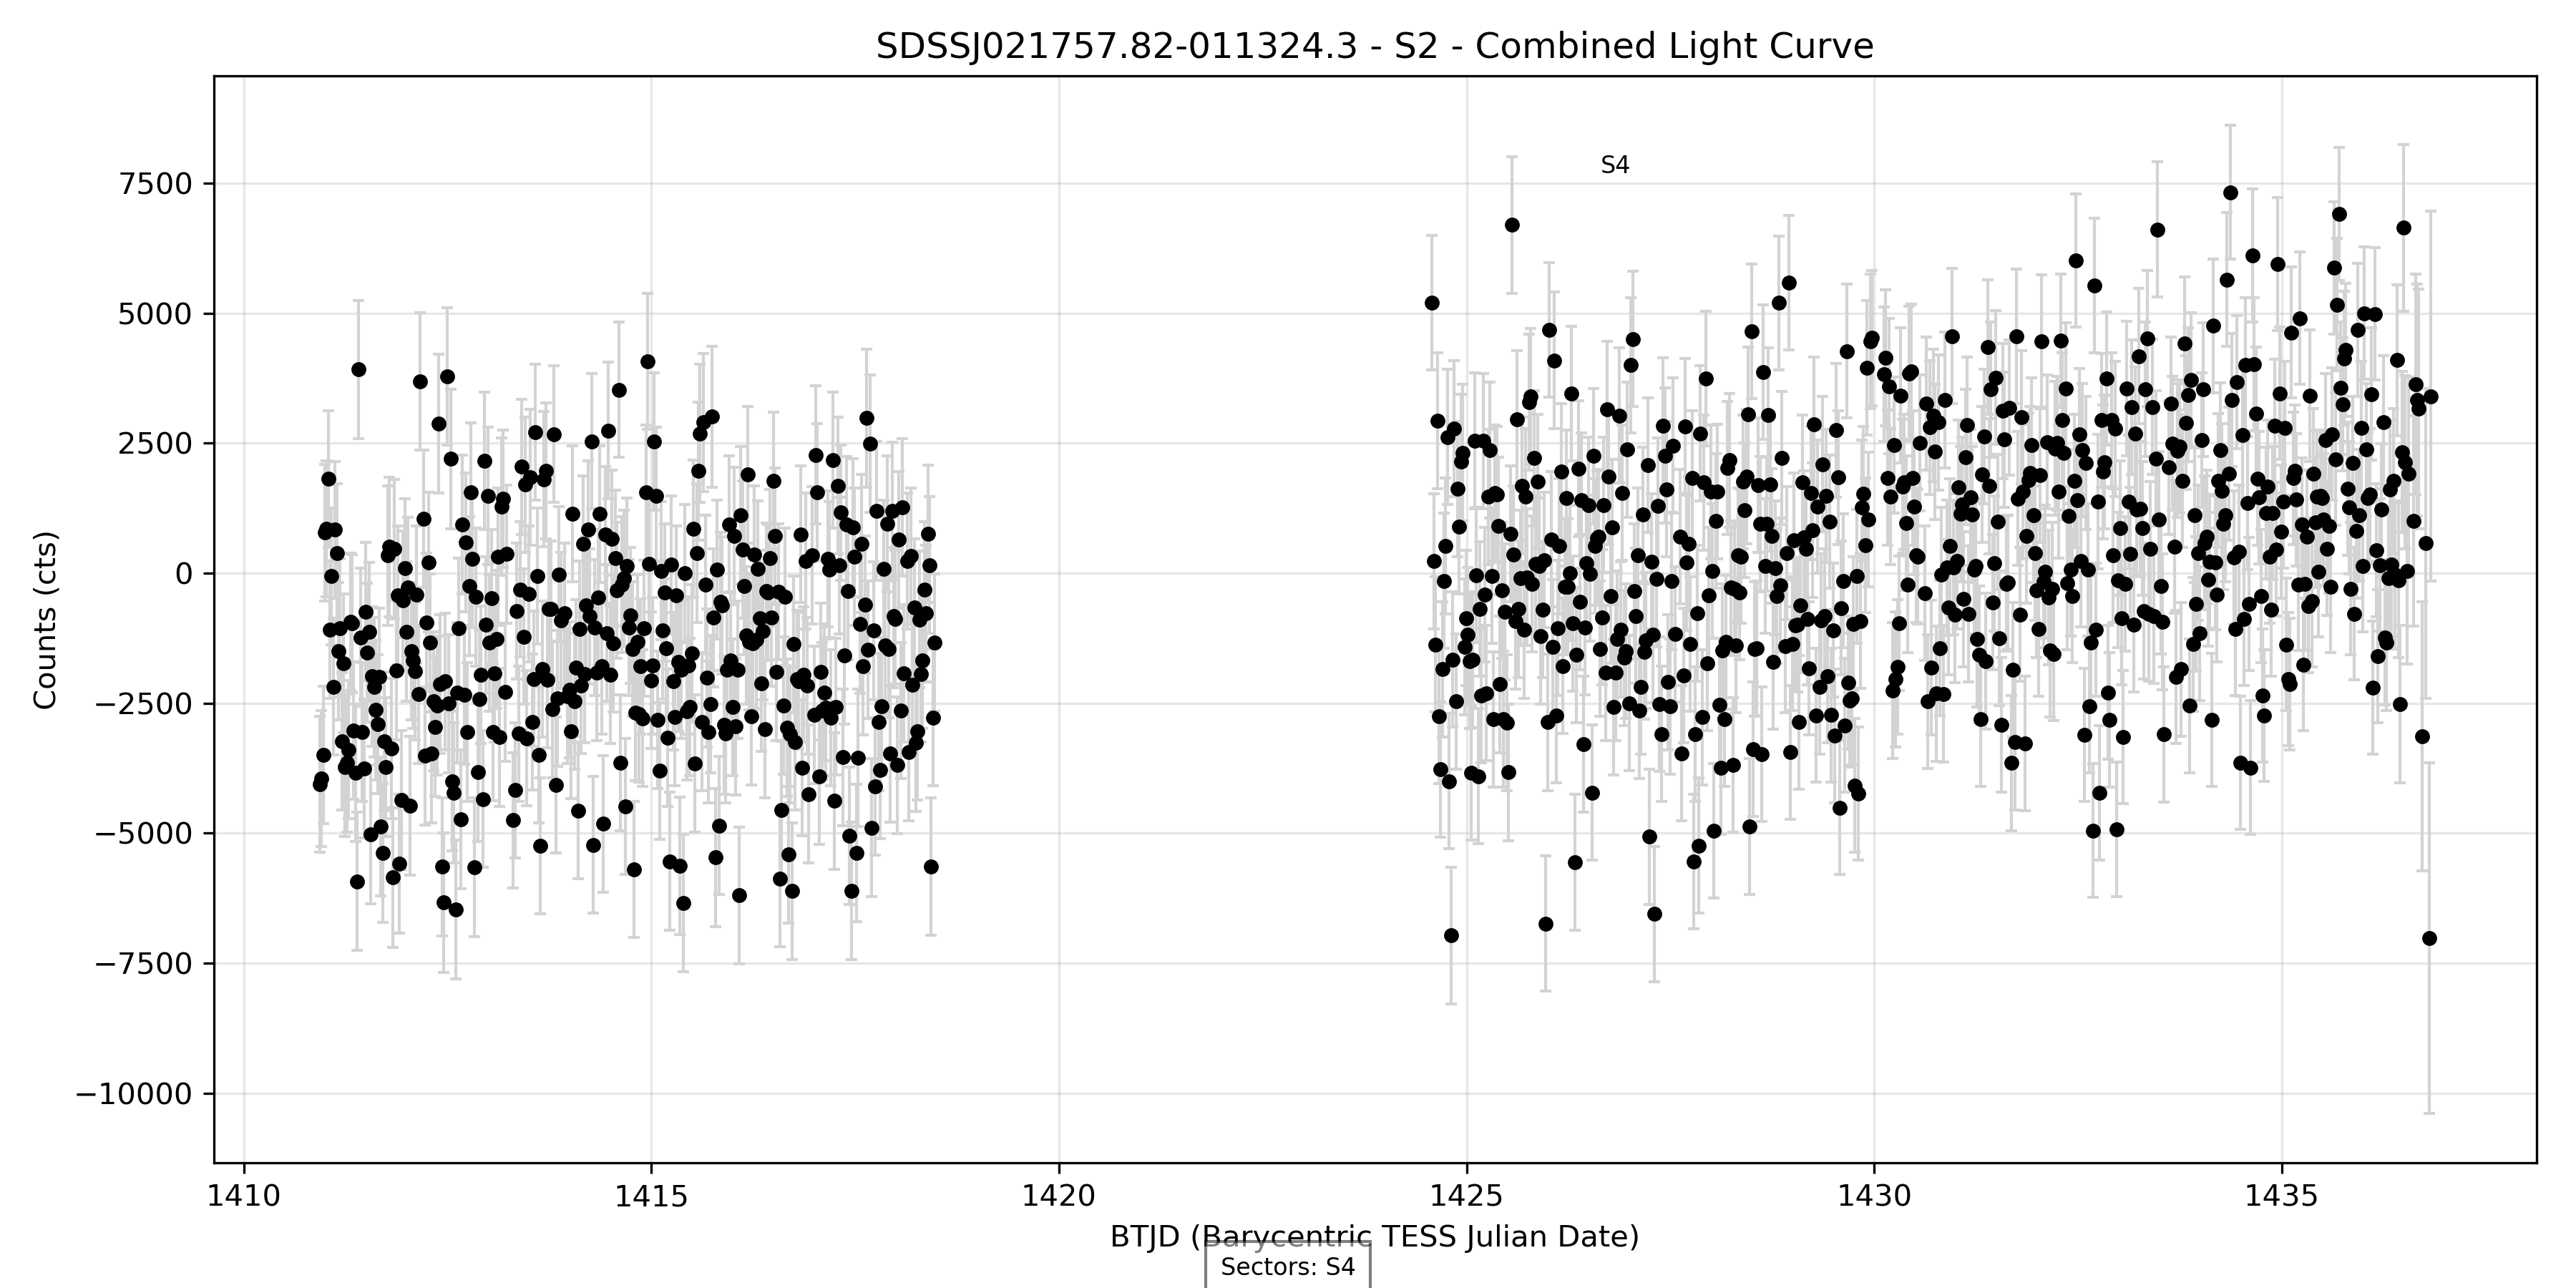 SDSSJ021757.82-011324.3 - S2 - Combined Light Curve
S4
7500
5000
2500
0
−2500
−5000
−7500
−10000
Counts (cts)
1410 1415 1420 1425 1430 1435
BTJD (Barycentric TESS Julian Date)
Sectors: S4